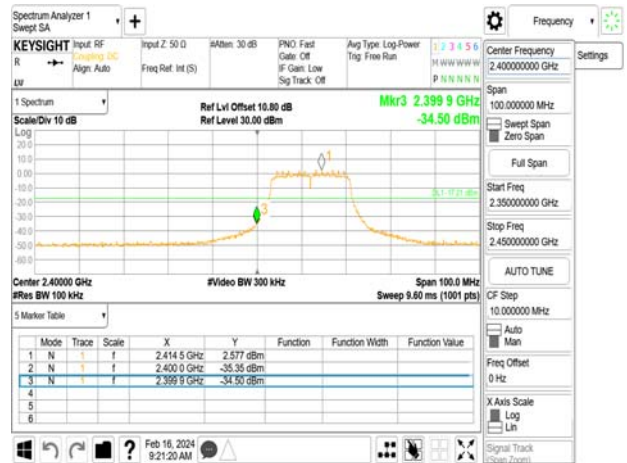 Spectrum Analyzer 1
Swept SA
+
Frequency
KEYSIGHT
Input: RF
Coupling: DC
Align: Auto
Input Z: 50 Ω
Freq Ref: Int (S)
#Atten: 30 dB
PNO: Fast
Gate: Off
IF Gain: Low
Sig Track: Off
Avg Type: Log-Power
Trig: Free Run
1 2 3 4 5 6
M W W W W W
P N N N N N
R
Center Frequency
2.400000000 GHz
Settings
Span
100.000000 MHz
Swept Span
Zero Span
Full Span
Start Freq
2.350000000 GHz
Stop Freq
2.450000000 GHz
AUTO TUNE
CF Step
10.000000 MHz
Auto
Man
Freq Offset
0 Hz
X Axis Scale
Log
Lin
Signal Track
(Span Zoom)
1 Spectrum
Scale/Div 10 dB
Log
Ref Lvl Offset 10.80 dB
Ref Level 30.00 dBm
Mkr3 2.399 9 GHz
-34.50 dBm
20.0
10.0
0.00
-10.0
-20.0
-30.0
-40.0
-50.0
-60.0
1
3
DL1 -17.21 dBm
Center 2.40000 GHz
#Res BW 100 kHz
#Video BW 300 kHz
Span 100.0 MHz
Sweep 9.60 ms (1001 pts)
5 Marker Table
Mode Trace Scale X Y Function Function Width Function Value
1 N 1 f 2.414 5 GHz 2.577 dBm
2 N 1 f 2.400 0 GHz -35.35 dBm
3 N 1 f 2.399 9 GHz -34.50 dBm
4
5
6
?
Feb 16, 2024
9:21:20 AM